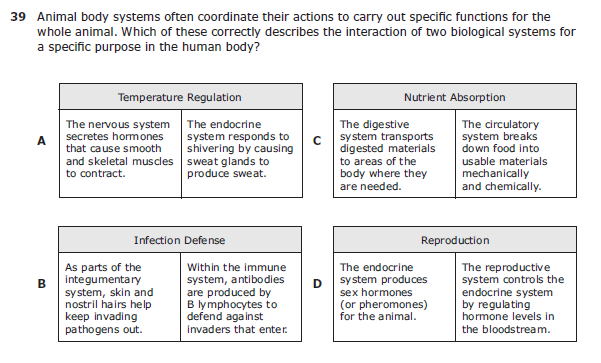 39 Animal body systems often coordinate their actions to carry out specific functions for the
whole animal. Which of these correctly describes the interaction of two biological systems for
a specific purpose in the human body?
A
Temperature Regulation
The nervous system
secretes hormones
that cause smooth
and skeletal muscles
to contract.
The endocrine
system responds to
shivering by causing
sweat glands to
produce sweat.
B
Infection Defense
As parts of the
integumentary
system, skin and
nostril hairs help
keep invading
pathogens out.
Within the immune
system, antibodies
are produced by
B lymphocytes to
defend against
invaders that enter.
C
Nutrient Absorption
The digestive
system transports
digested materials
to areas of the
body where they
are needed.
The circulatory
system breaks
down food into
usable materials
mechanically
and chemically.
D
Reproduction
The endocrine
system produces
sex hormones
(or pheromones)
for the animal.
The reproductive
system controls the
endocrine system
by regulating
hormone levels in
the bloodstream.